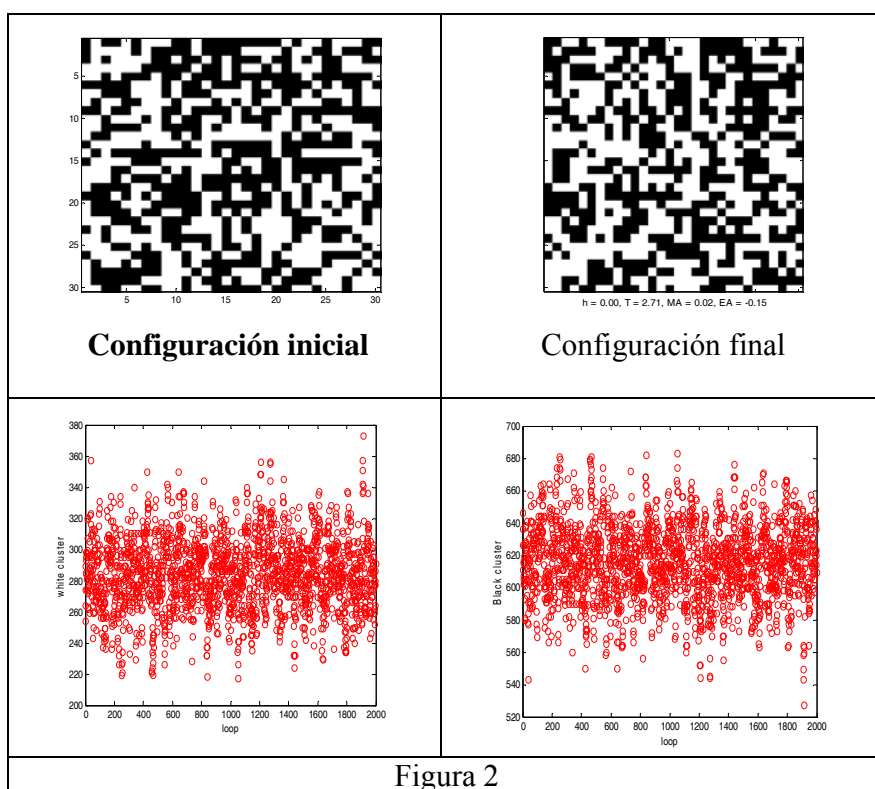 5
10
15
20
25
30
5 10 15 20 25 30
Configuración inicial
h = 0.00, T = 2.71, MA = 0.02, EA = -0.15
Configuración final
380
360
340
320
300
280
260
240
220
200
white cluster
0 200 400 600 800 1000 1200 1400 1600 1800 2000
loop
700
680
660
640
620
600
580
560
540
520
Black cluster
0 200 400 600 800 1000 1200 1400 1600 1800 2000
loop
Figura 2